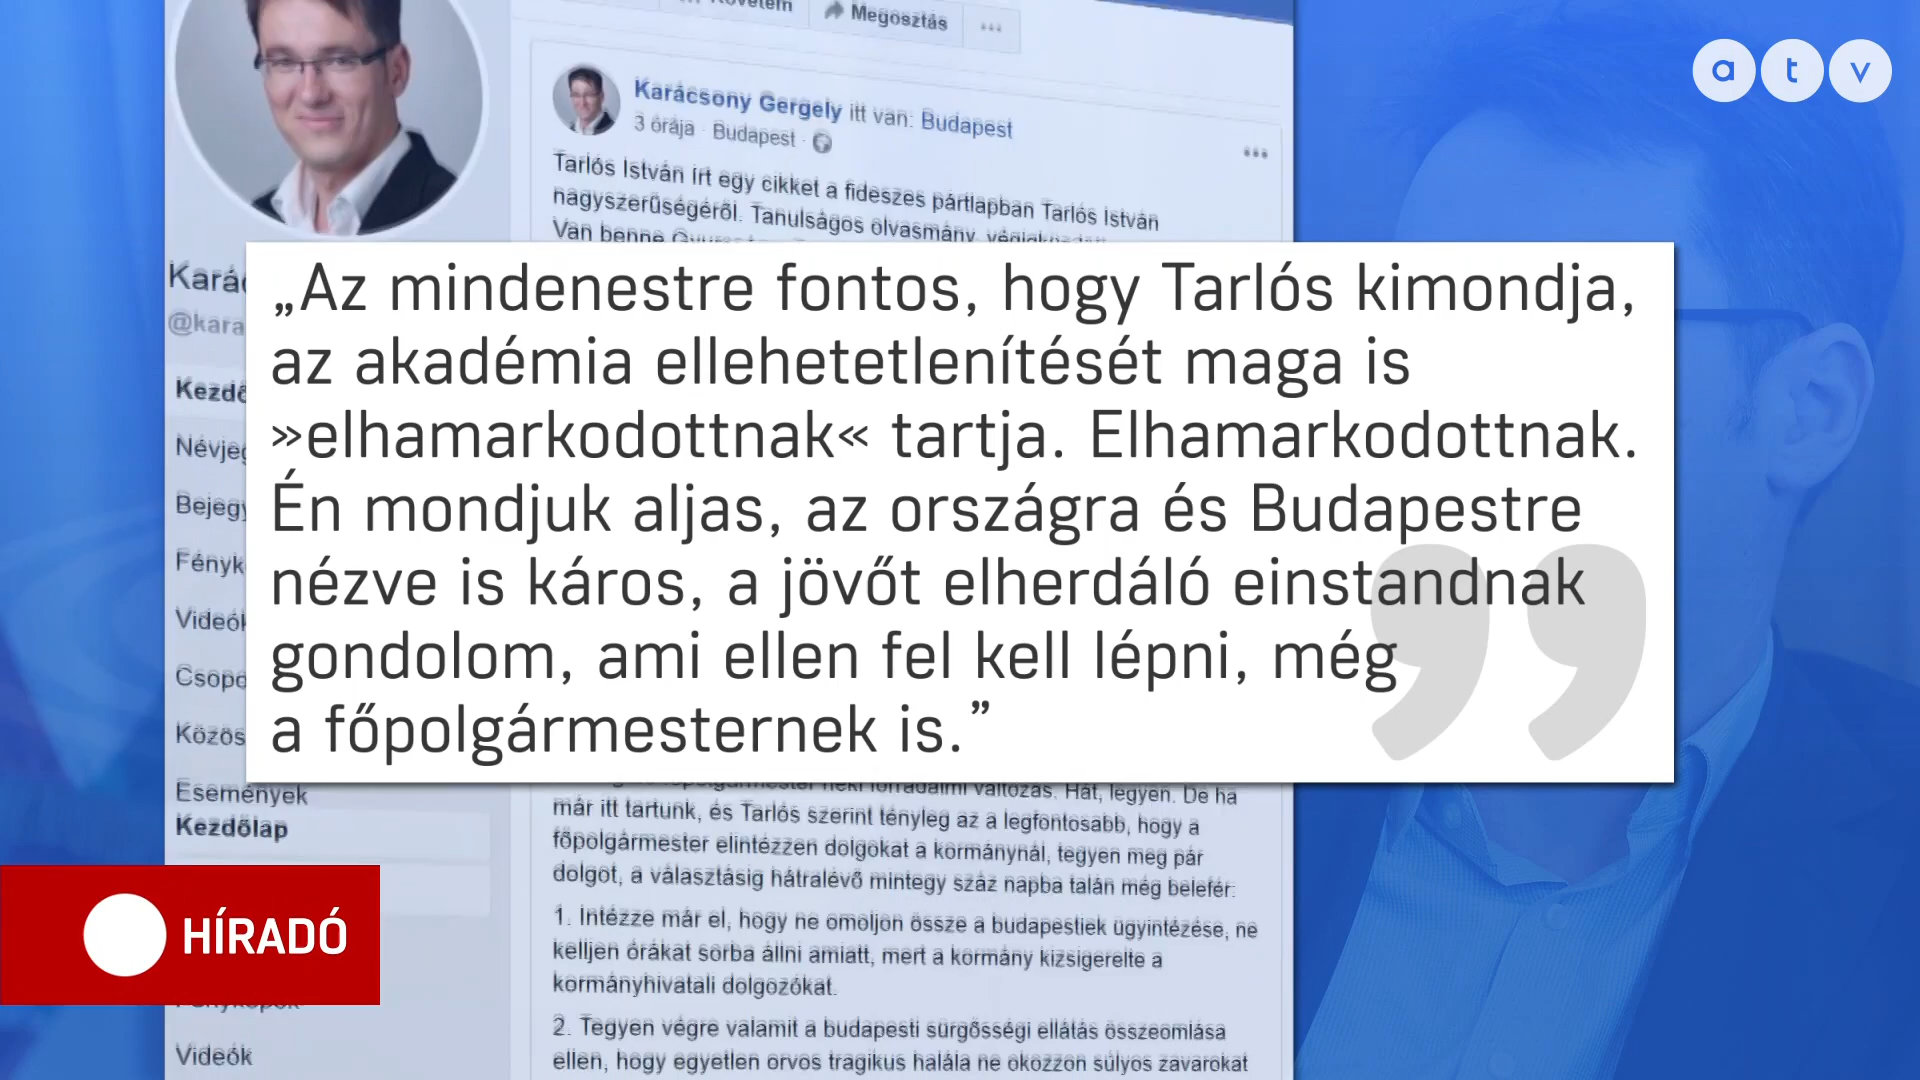 Követem
Megosztás
a t v
Karácsony Gergely itt van: Budapest
3 órája · Budapest ·
Tarlós István írt egy cikket a fideszes pártlapban Tarlós István
nagyszerűségéről. Tanulságos olvasmány,
Van benne
„Az mindenestre fontos, hogy Tarlós kimondja,
az akadémia ellehetetlenítését maga is
»elhamarkodottnak« tartja. Elhamarkodottnak.
Én mondjuk aljas, az országra és Budapestre
nézve is káros, a jövőt elherdáló einstandnak
gondolom, ami ellen fel kell lépni, még
a főpolgármesternek is.”
Karác
@kara
Kezdő
Névjeg
Bejegy
Fényk
Videók
Csopo
Közös
Események
Kezdőlap
főpolgármester neki forradalmi változás. Hát, legyen. De ha
már itt tartunk, és Tarlós szerint tényleg az a legfontosabb, hogy a
főpolgármester elintézzen dolgokat a kormánynál, tegyen meg pár
dolgot, a választásig hátralévő mintegy száz napba talán még belefér:
1. Intézze már el, hogy ne omoljon össze a budapestiek ügyintézése, ne
kelljen órákat sorba állni amiatt, mert a kormány kizsigerelte a
kormányhivatali dolgozókat.
2. Tegyen végre valamit a budapesti sürgősségi ellátás összeomlása
ellen, hogy egyetlen orvos tragikus halála ne okozzon súlyos zavarokat
HÍRADÓ
Fényképek
Videók